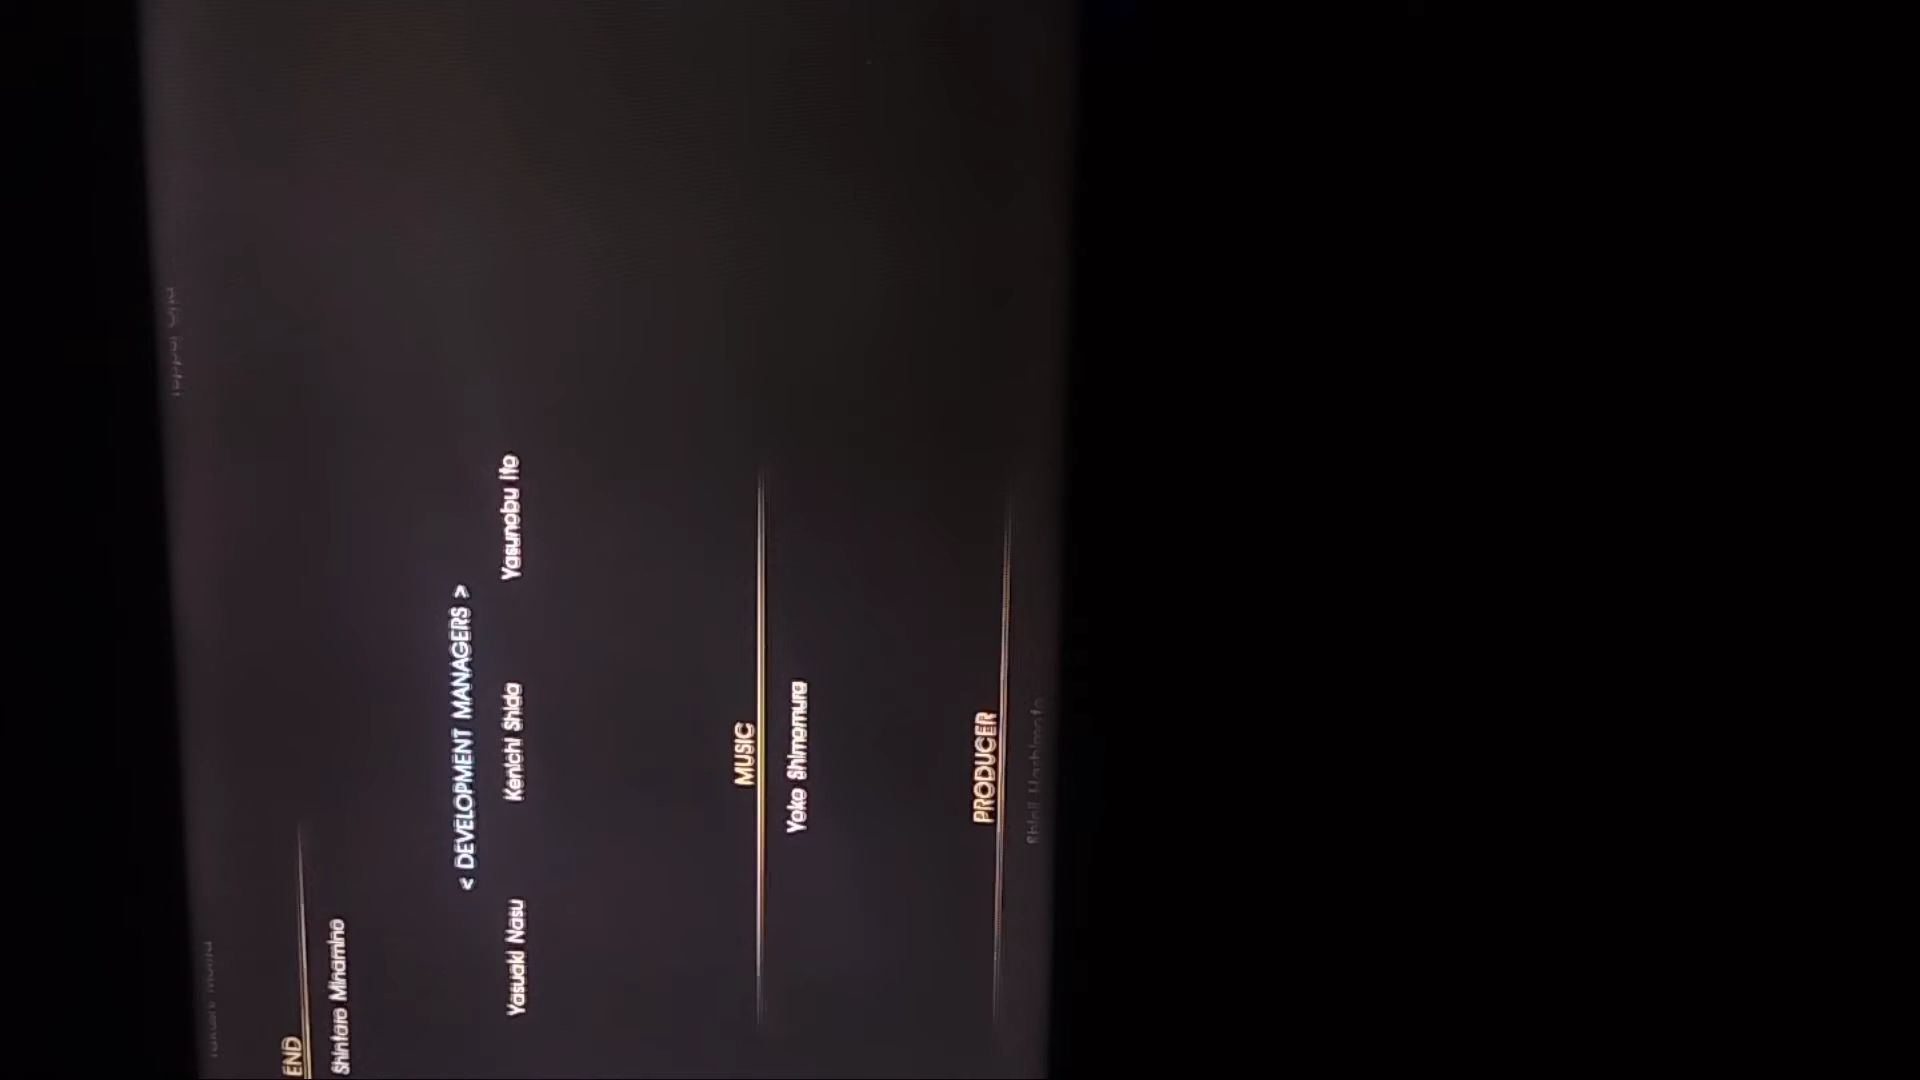 END
Shintaro Minamino
< DEVELOPMENT MANAGERS >
Yasuaki Nasu Kenichi Shida Yasunobu Ito
MUSIC
Yoko Shimomura
PRODUCER